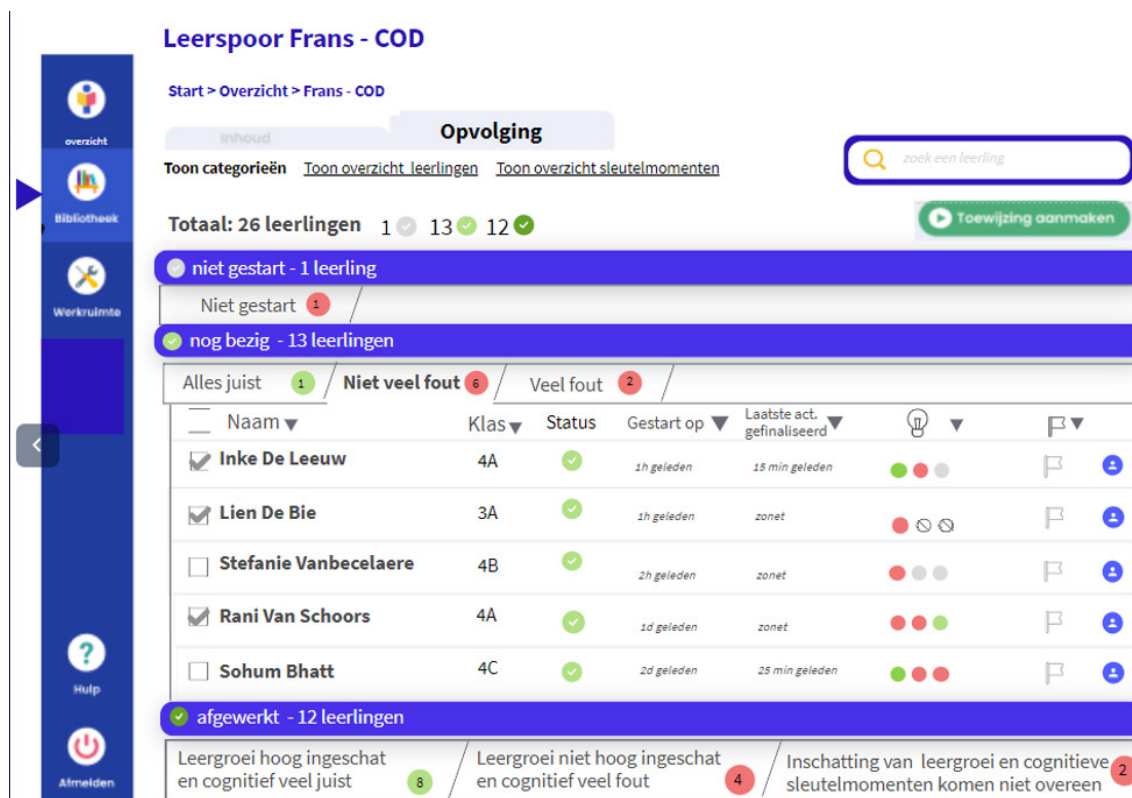 Leerspoor Frans - COD
Start > Overzicht > Frans - COD
overzicht
Bibliotheek
Werkruimte
Hulp
Afmelden
Inhoud
Opvolging
Toon categorieën Toon overzicht leerlingen Toon overzicht sleutelmomenten
zoek een leerling
Totaal: 26 leerlingen 1 13 12
Toewijzing aanmaken
niet gestart - 1 leerling
Niet gestart 1
nog bezig - 13 leerlingen
Alles juist 1 Niet veel fout 6 Veel fout 2
Naam Klas Status Gestart op Laatste act. gefinaliseerd
Inke De Leeuw 4A 1h geleden 15 min geleden
Lien De Bie 3A 1h geleden zonet
Stefanie Vanbecelaere 4B 2h geleden zonet
Rani Van Schoors 4A 1d geleden zonet
Sohum Bhatt 4C 2d geleden 25 min geleden
afgewerkt - 12 leerlingen
Leergroei hoog ingeschat
en cognitief veel juist 8
Leergroei niet hoog ingeschat
en cognitief veel fout 4
Inschatting van leergroei en cognitieve
sleutelmomenten komen niet overeen 2